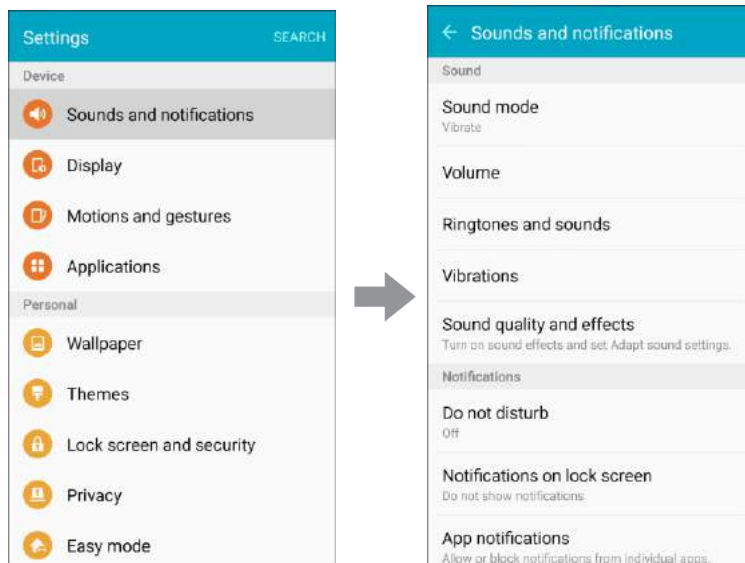 Settings
SEARCH
Device
Sounds and notifications
Display
Motions and gestures
Applications
Personal
Wallpaper
Themes
Lock screen and security
Privacy
Easy mode
Sounds and notifications
Sound
Sound mode
Vibrate
Volume
Ringtones and sounds
Vibrations
Sound quality and effects
Turn on sound effects and set Adapt sound settings.
Notifications
Do not disturb
Off
Notifications on lock screen
Do not show notifications
App notifications
Allow or block notifications from individual apps.